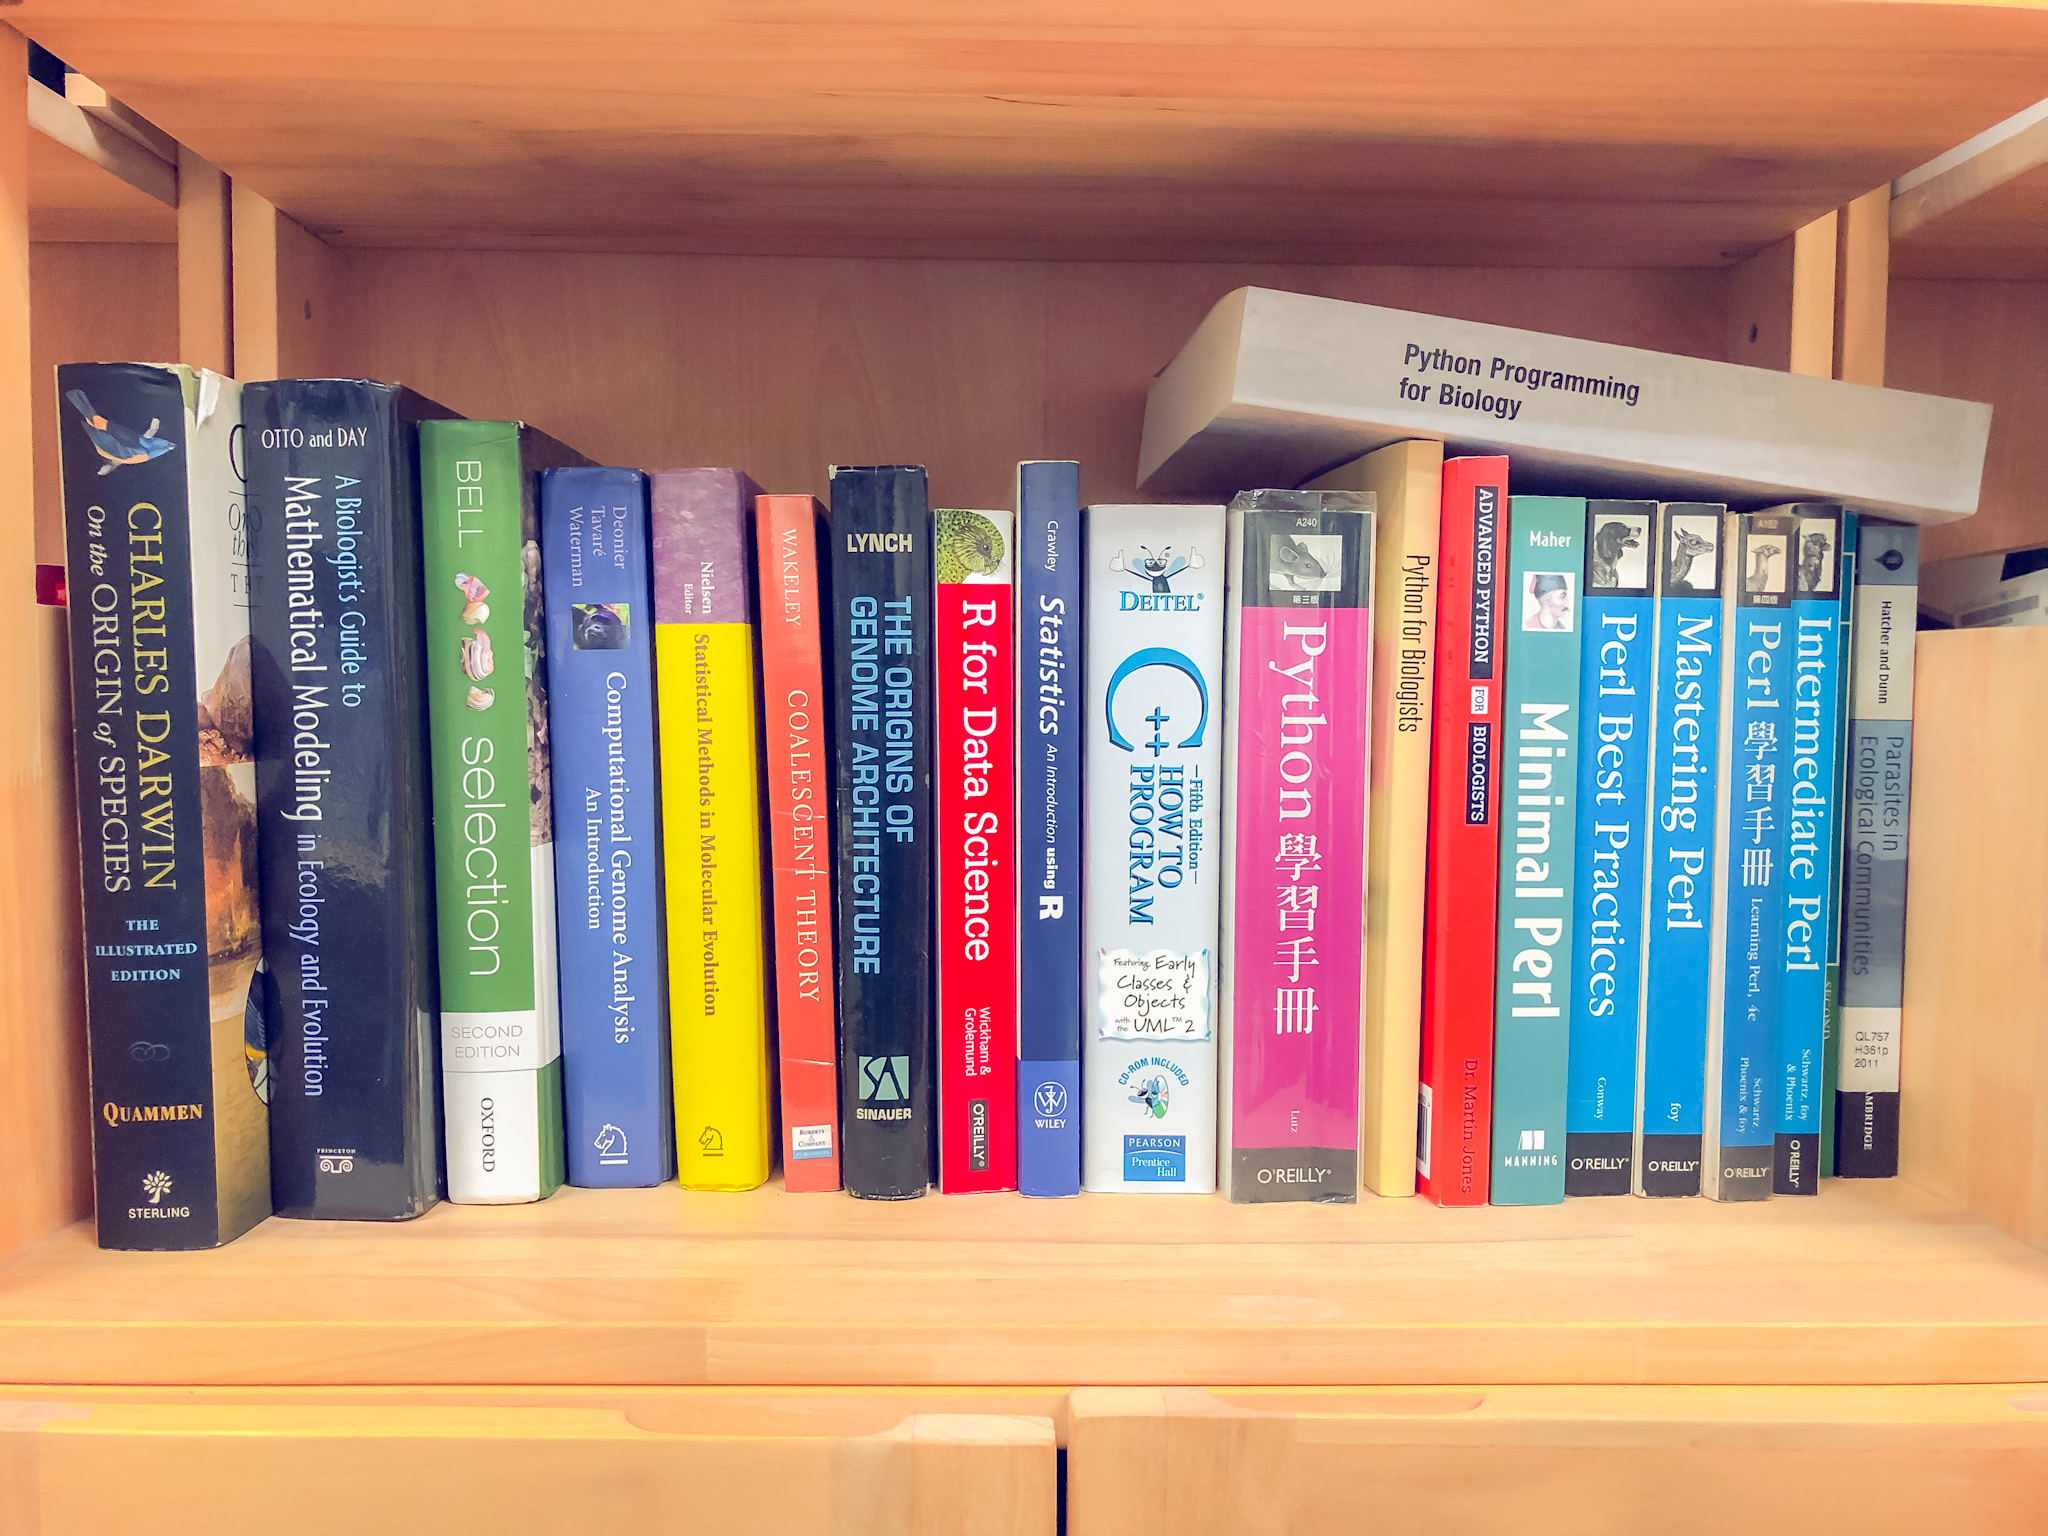 CHARLES DARWIN
On the ORIGIN of SPECIES
THE
ILLUSTRATED
EDITION
QUAMMEN
STERLING
OTTO and DAY
A Biologist's Guide to
Mathematical Modeling in Ecology and Evolution
PRINCETON
BELL
selection
SECOND
EDITION
OXFORD
Deonier
Tavaré
Waterman
Computational Genome Analysis
An Introduction
Nielsen
Editor
Statistical Methods in Molecular Evolution
WAKELEY
COALESCENT THEORY
ROBERTS
& COMPANY
LYNCH
THE ORIGINS OF
GENOME ARCHITECTURE
SINAUER
R for Data Science
Wickham &
Grolemund
O'REILLY®
Crawley
Statistics An Introduction using R
WILEY
DEITEL®
C++
–Fifth Edition–
HOW TO
PROGRAM
Featuring Early
Classes &
Objects
with the UML™ 2
CD-ROM INCLUDED
PEARSON
Prentice
Hall
A240
第三版
Python 學習手冊
Lutz
O'REILLY®
Python Programming
for Biology
Python for Biologists
ADVANCED PYTHON FOR BIOLOGISTS
Dr. Martin Jones
Maher
Minimal Perl
MANNING
Perl Best Practices
Conway
O'REILLY®
Mastering Perl
foy
O'REILLY®
第四版
Perl 學習手冊
Learning Perl, 4e
Schwartz,
Phoenix & foy
O'REILLY®
Intermediate Perl
Schwartz, foy
& Phoenix
O'REILLY®
SECOND
Hatcher and Dunn
Parasites in
Ecological Communities
QL757
H361p
2011
MBRIDGE